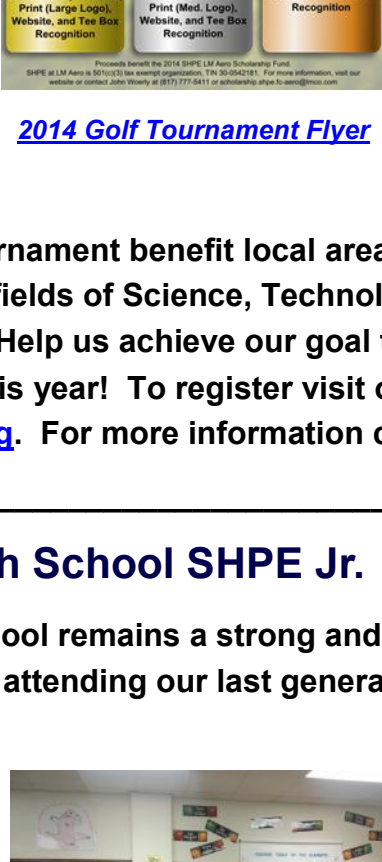 Print (Large Logo),
Website, and Tee Box
Recognition
Print (Med. Logo),
Website, and Tee Box
Recognition
Recognition
Proceeds benefit the 2014 SHPE LM Aero Scholarship Fund.
SHPE at LM Aero is 501(c)(3) tax exempt organization, TIN 30-0542181. For more information, visit our
website or contact John Woerly at (817) 777-5411 or scholarship.shpe.fc-aero@lmco.com
2014 Golf Tournament Flyer
rnament benefit local area
fields of Science, Technol
Help us achieve our goal t
is year! To register visit o
g. For more information c
h School SHPE Jr.
ool remains a strong and
attending our last genera